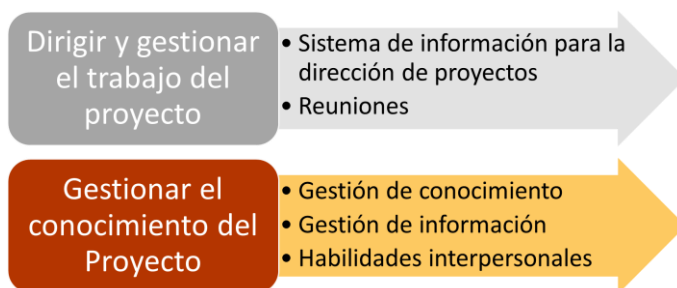 Dirigir y gestionar
el trabajo del
proyecto
• Sistema de información para la
dirección de proyectos
• Reuniones
Gestionar el
conocimiento del
Proyecto
• Gestión de conocimiento
• Gestión de información
• Habilidades interpersonales